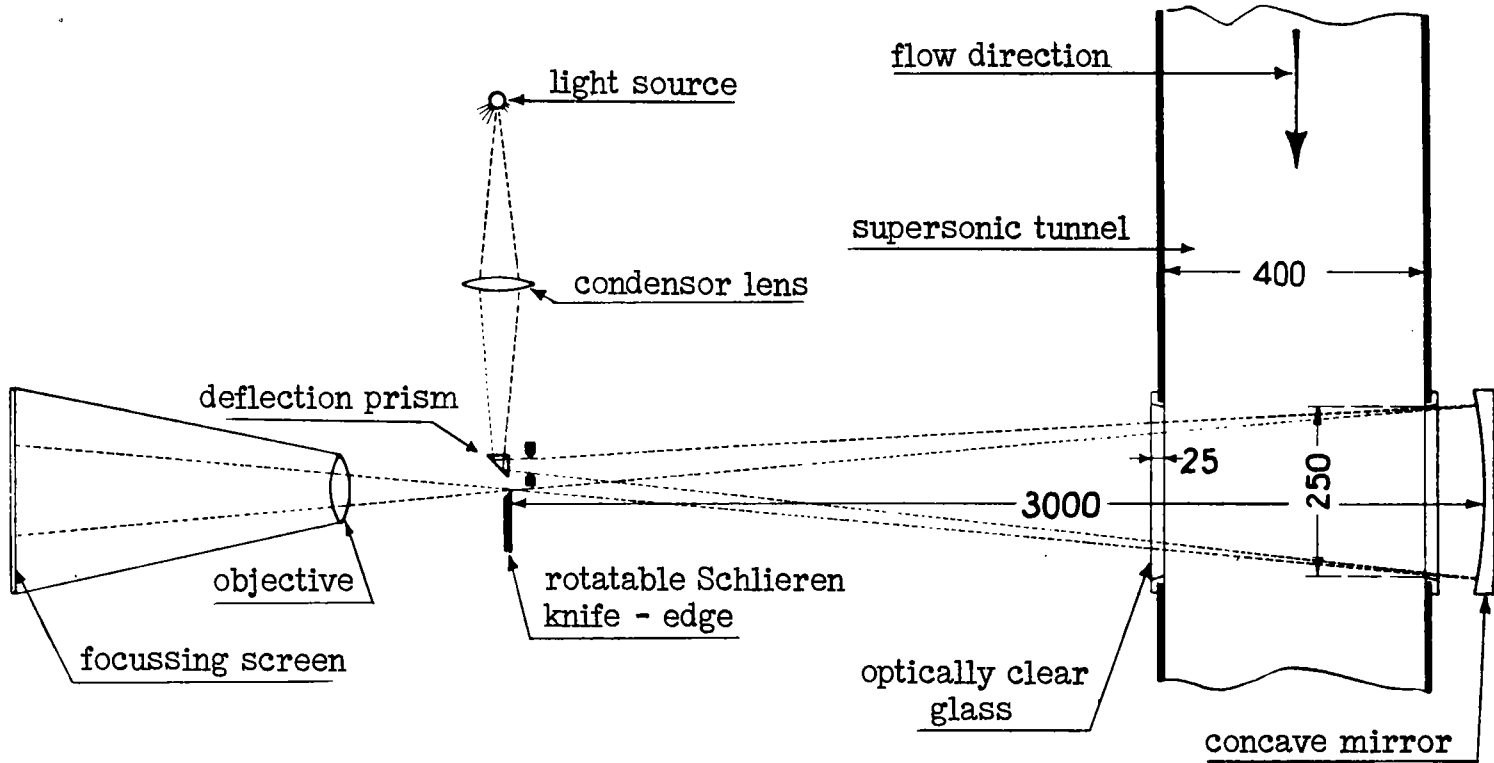 flow direction
light source
supersonic tunnel
400
condensor lens
deflection prism
25
250
3000
objective
rotatable Schlieren
knife - edge
focussing screen
optically clear
glass
concave mirror